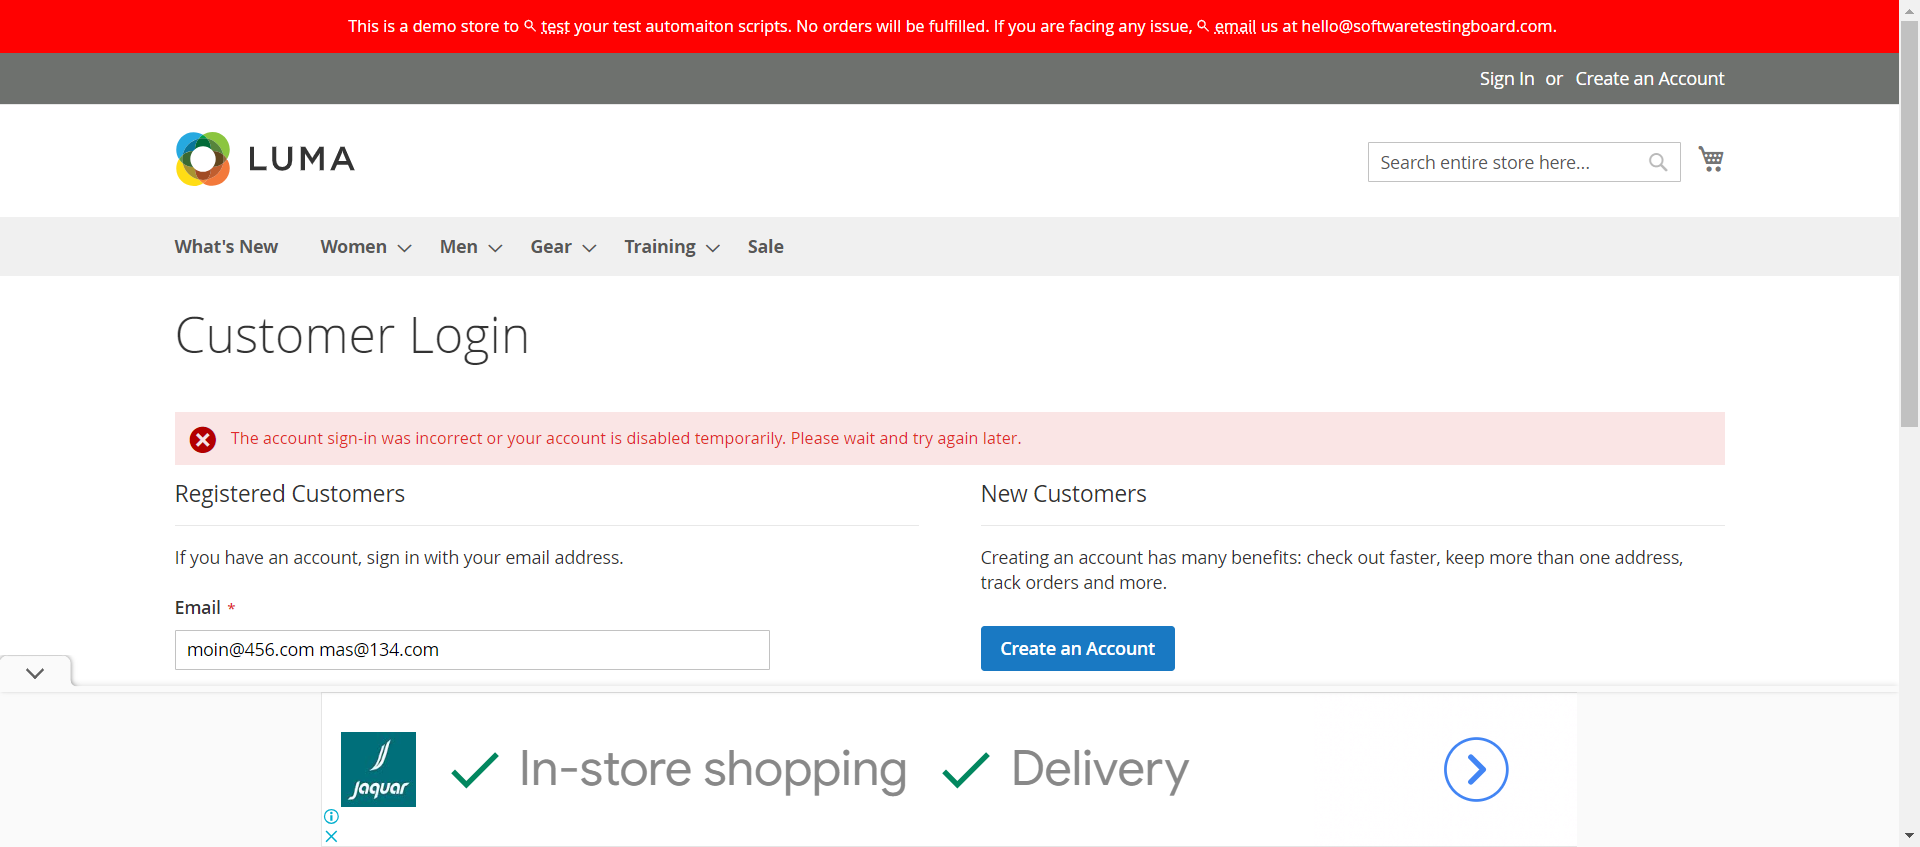 This is a demo store to test your test automaiton scripts. No orders will be fulfilled. If you are facing any issue, email us at hello@softwaretestingboard.com.
Sign In or Create an Account
LUMA
Search entire store here...
What's New Women Men Gear Training Sale
Customer Login
The account sign-in was incorrect or your account is disabled temporarily. Please wait and try again later.
Registered Customers
If you have an account, sign in with your email address.
Email *
moin@456.com mas@134.com
New Customers
Creating an account has many benefits: check out faster, keep more than one address,
track orders and more.
Create an Account
Jaquar
In-store shopping Delivery